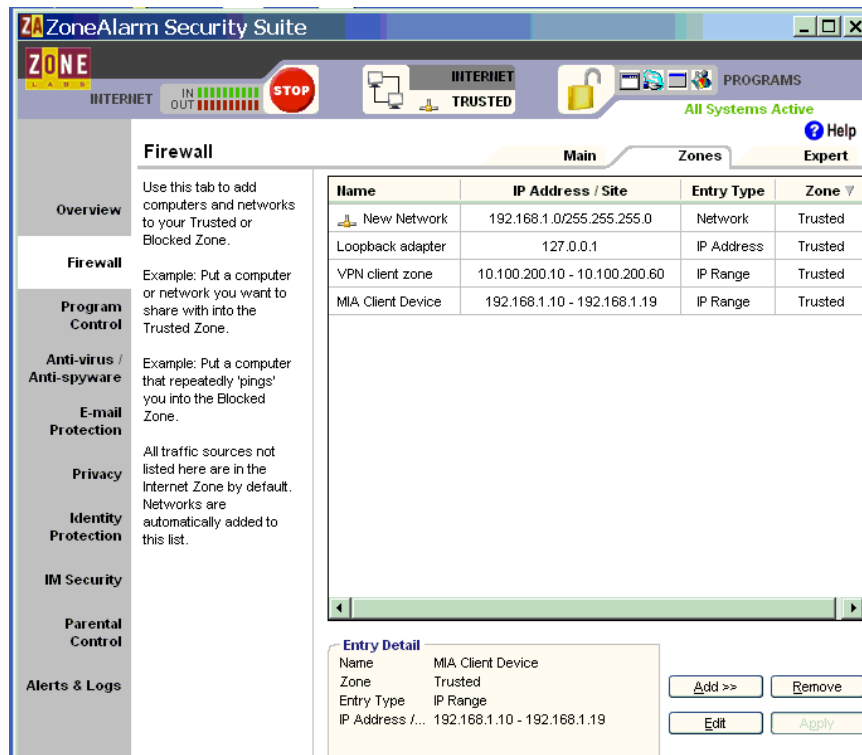 ZA ZoneAlarm Security Suite
ZONE
LABS
INTERNET
IN
OUT
STOP
INTERNET
TRUSTED
PROGRAMS
All Systems Active
? Help
Firewall
Main
Zones
Expert
Overview
Firewall
Program
Control
Anti-virus /
Anti-spyware
E-mail
Protection
Privacy
Identity
Protection
IM Security
Parental
Control
Alerts & Logs
Use this tab to add
computers and networks
to your Trusted or
Blocked Zone.
Example: Put a computer
or network you want to
share with into the
Trusted Zone.
Example: Put a computer
that repeatedly 'pings'
you into the Blocked
Zone.
All traffic sources not
listed here are in the
Internet Zone by default.
Networks are
automatically added to
this list.
Name IP Address / Site Entry Type Zone
New Network 192.168.1.0/255.255.255.0 Network Trusted
Loopback adapter 127.0.0.1 IP Address Trusted
VPN client zone 10.100.200.10 - 10.100.200.60 IP Range Trusted
MIA Client Device 192.168.1.10 - 192.168.1.19 IP Range Trusted
Entry Detail
Name MIA Client Device
Zone Trusted
Entry Type IP Range
IP Address /... 192.168.1.10 - 192.168.1.19
Add >>
Remove
Edit
Apply